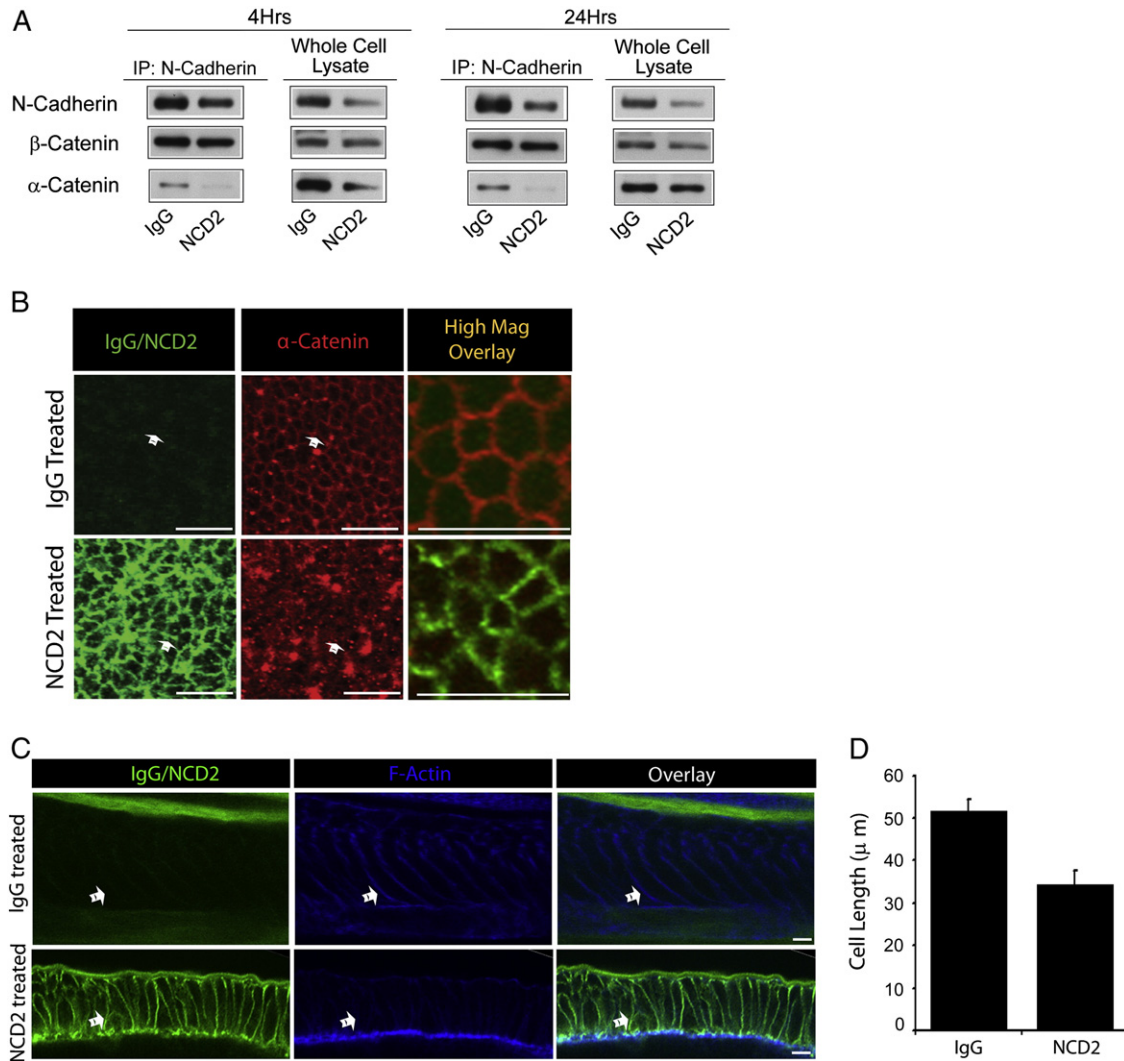 A
4Hrs
24Hrs
IP: N-Cadherin
Whole Cell
Lysate
IP: N-Cadherin
Whole Cell
Lysate
N-Cadherin
β-Catenin
α-Catenin
IgG
NCD2
IgG
NCD2
IgG
NCD2
IgG
NCD2
B
IgG/NCD2
α-Catenin
High Mag
Overlay
IgG Treated
NCD2 Treated
C
IgG/NCD2
F-Actin
Overlay
IgG treated
NCD2 treated
D
Cell Length (μ m)
60
50
40
30
20
10
0
IgG
NCD2